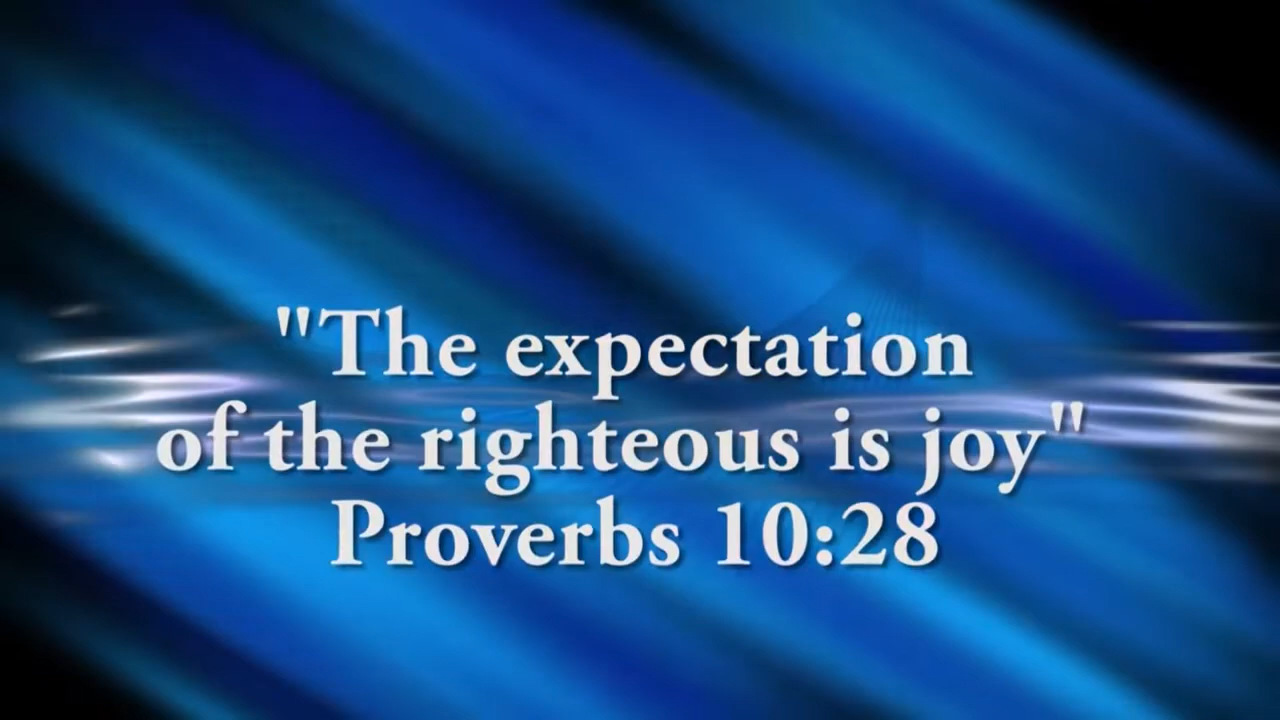 "The expectation
of the righteous is joy"
Proverbs 10:28